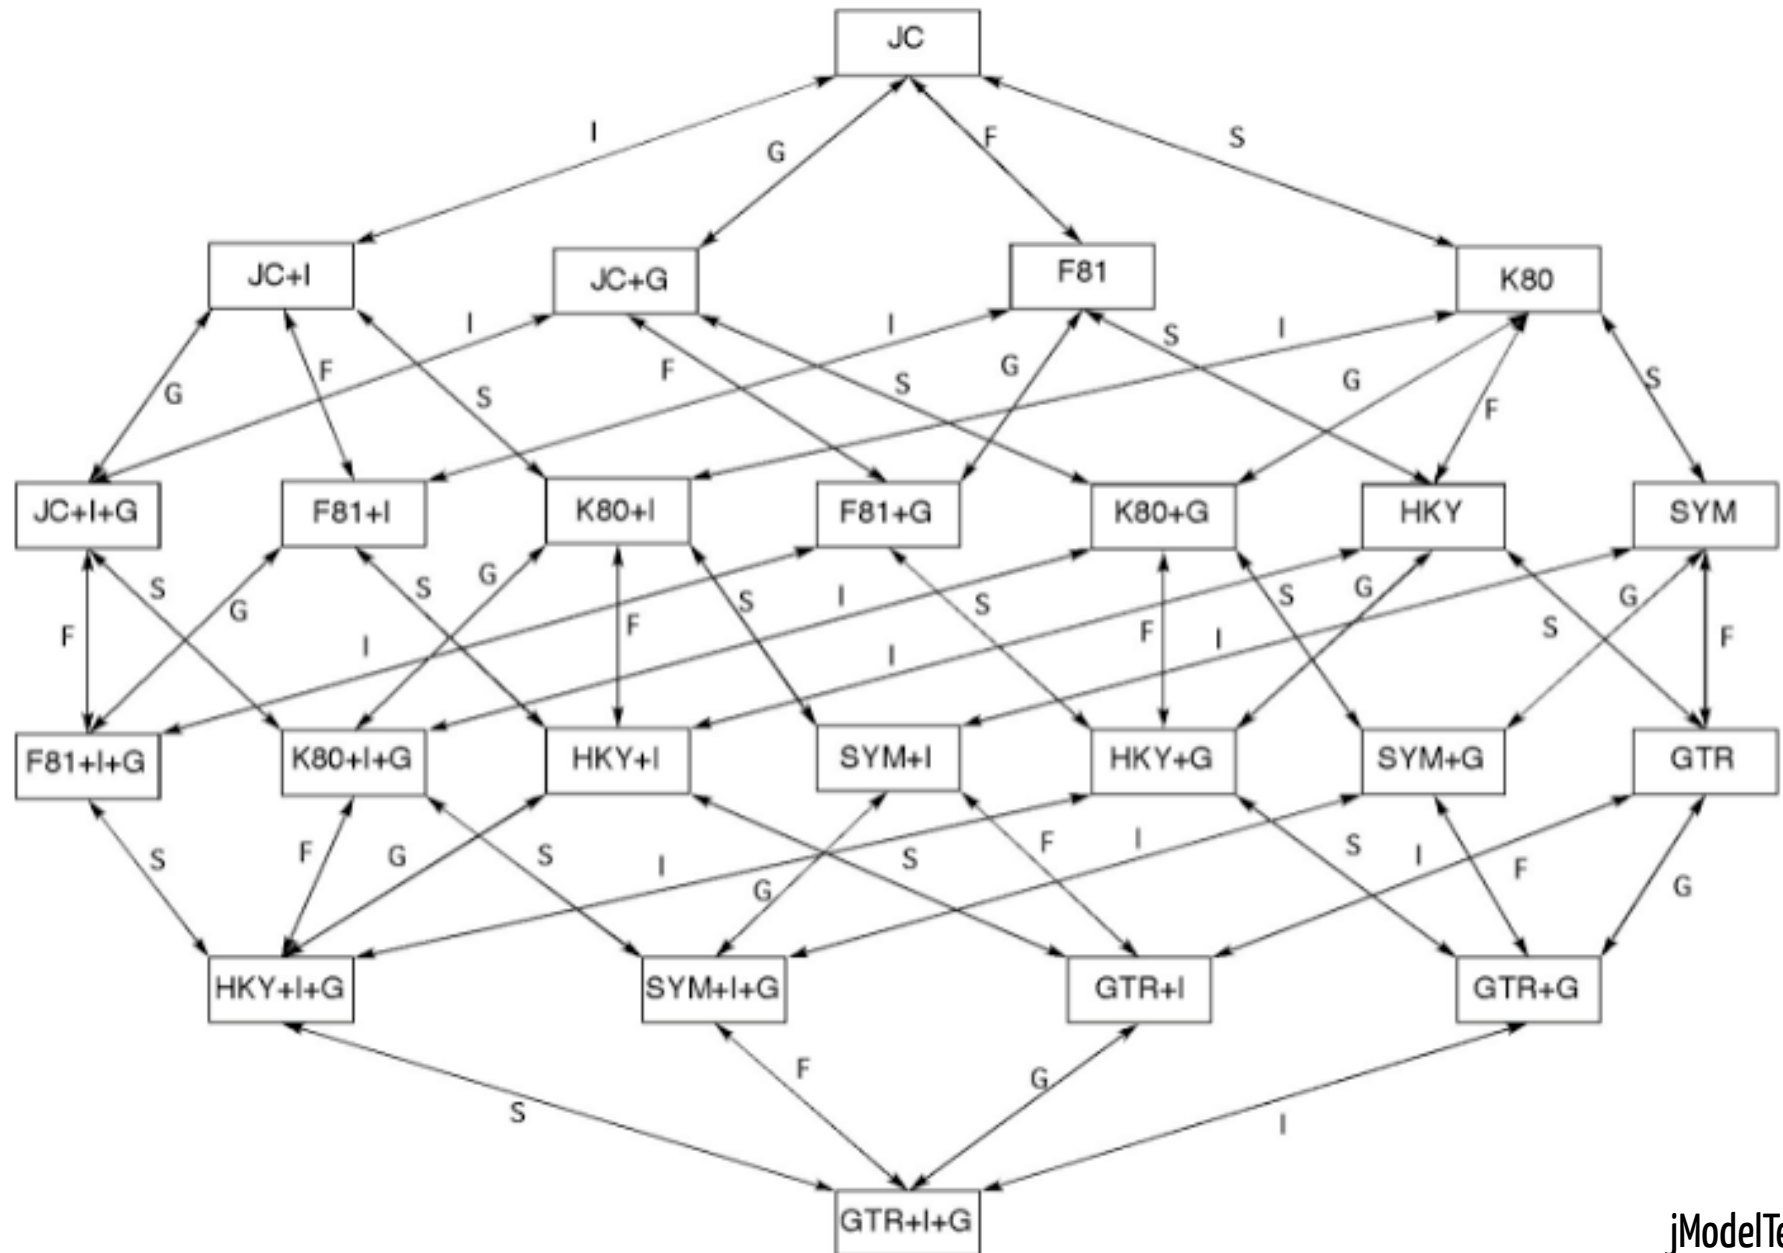 JC
I
G
F
S
JC+I
JC+G
F81
K80
I
I
S
I
G
F
F
S
G
S
G
F
S
JC+I+G
F81+I
K80+I
F81+G
K80+G
HKY
SYM
F
S
G
I
S
G
F
S
I
S
I
F
S
I
G
S
G
F
F81+I+G
K80+I+G
HKY+I
SYM+I
HKY+G
SYM+G
GTR
S
F
G
S
I
G
S
F
I
S
I
F
G
HKY+I+G
SYM+I+G
GTR+I
GTR+G
S
F
G
I
GTR+I+G
jModelTe